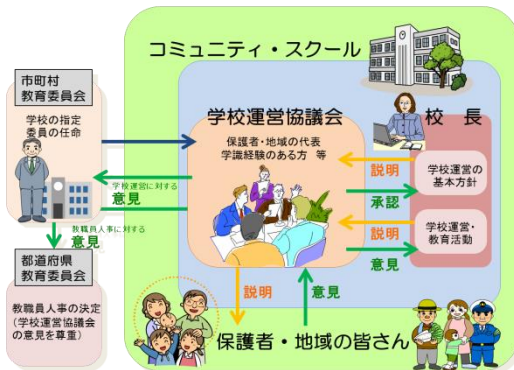 コミュニティ・スクール
市町村
教育委員会
学校の指定
委員の任命
学校運営協議会
保護者・地域の代表
学識経験のある方 等
校 長
説明
学校運営の
基本方針
承認
説明
学校運営・
教育活動
意見
学校運営に対する
意見
教職員人事に対する
意見
都道府県
教育委員会
教職員人事の決定
(学校運営協議会
の意見を尊重)
説明
意見
保護者・地域の皆さん